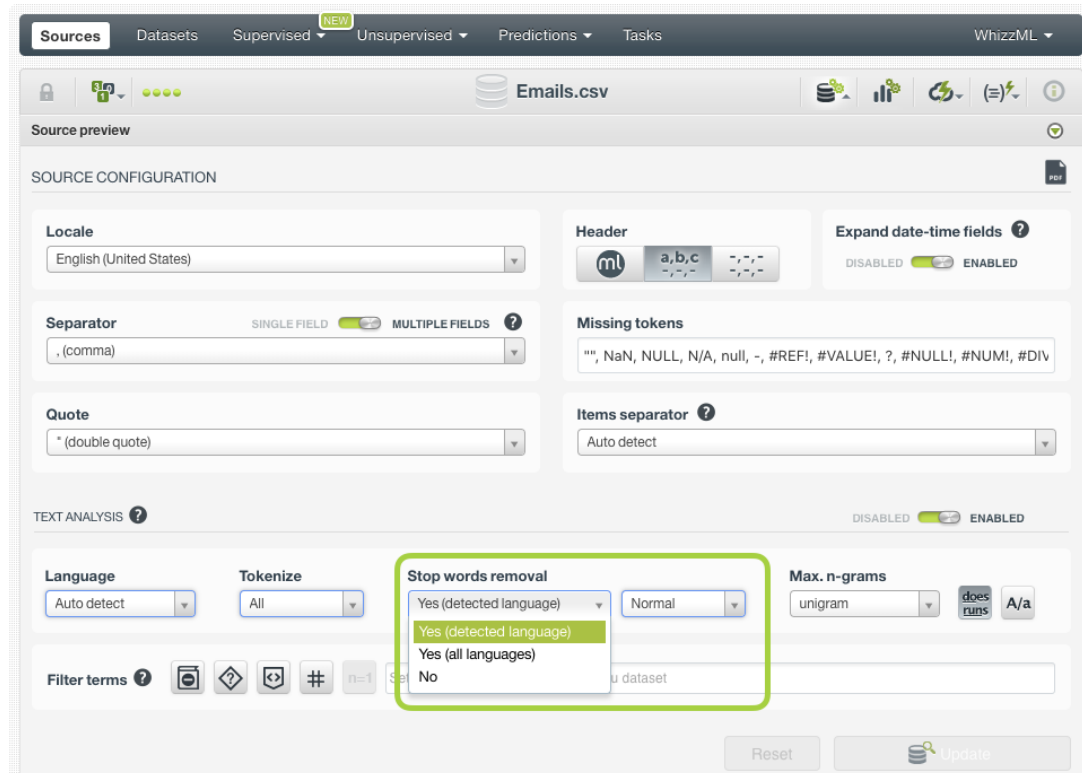 NEW
Sources Datasets Supervised Unsupervised Predictions Tasks WhizzML
Emails.csv
Source preview
SOURCE CONFIGURATION
PDF
Locale
English (United States)
Header
ml
a,b,c
-,-,-
-,-,-
-,-,-
Expand date-time fields ?
DISABLED ENABLED
Separator SINGLE FIELD MULTIPLE FIELDS ?
, (comma)
Missing tokens
"", NaN, NULL, N/A, null, -, #REF!, #VALUE!, ?, #NULL!, #NUM!, #DIV
Quote
" (double quote)
Items separator ?
Auto detect
TEXT ANALYSIS ? DISABLED ENABLED
Language
Auto detect
Tokenize
All
Stop words removal
Yes (detected language) Normal
Yes (detected language)
Yes (all languages)
No
Max. n-grams
unigram
does
runs
A/a
Filter terms ? # n=1 u dataset
Reset Update